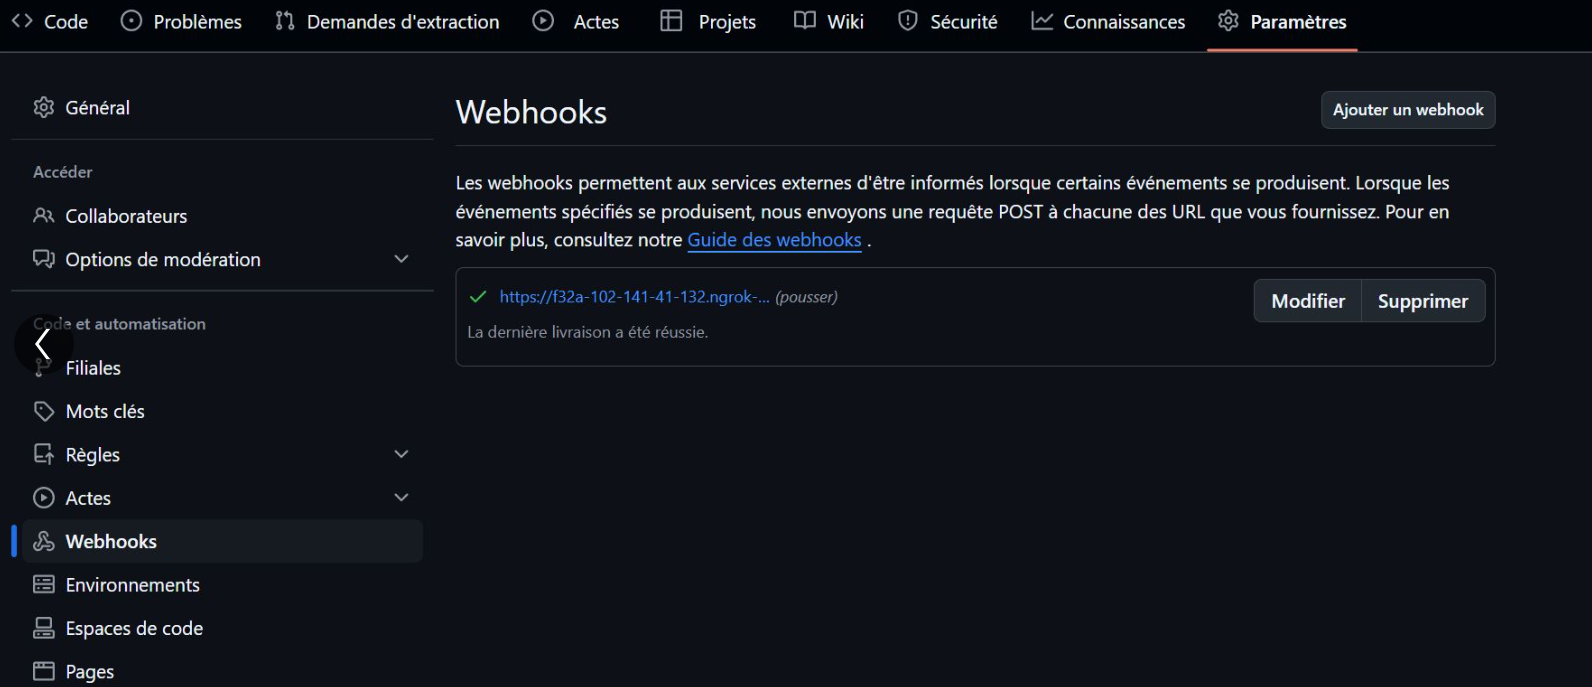 Code Problèmes Demandes d'extraction Actes Projets Wiki Sécurité Connaissances Paramètres
Général
Accéder
Collaborateurs
Options de modération
Code et automatisation
Filiales
Mots clés
Règles
Actes
Webhooks
Environnements
Espaces de code
Pages
Webhooks
Ajouter un webhook
Les webhooks permettent aux services externes d'être informés lorsque certains événements se produisent. Lorsque les
événements spécifiés se produisent, nous envoyons une requête POST à chacune des URL que vous fournissez. Pour en
savoir plus, consultez notre Guide des webhooks .
https://f32a-102-141-41-132.ngrok-... (pousser)
Modifier Supprimer
La dernière livraison a été réussie.